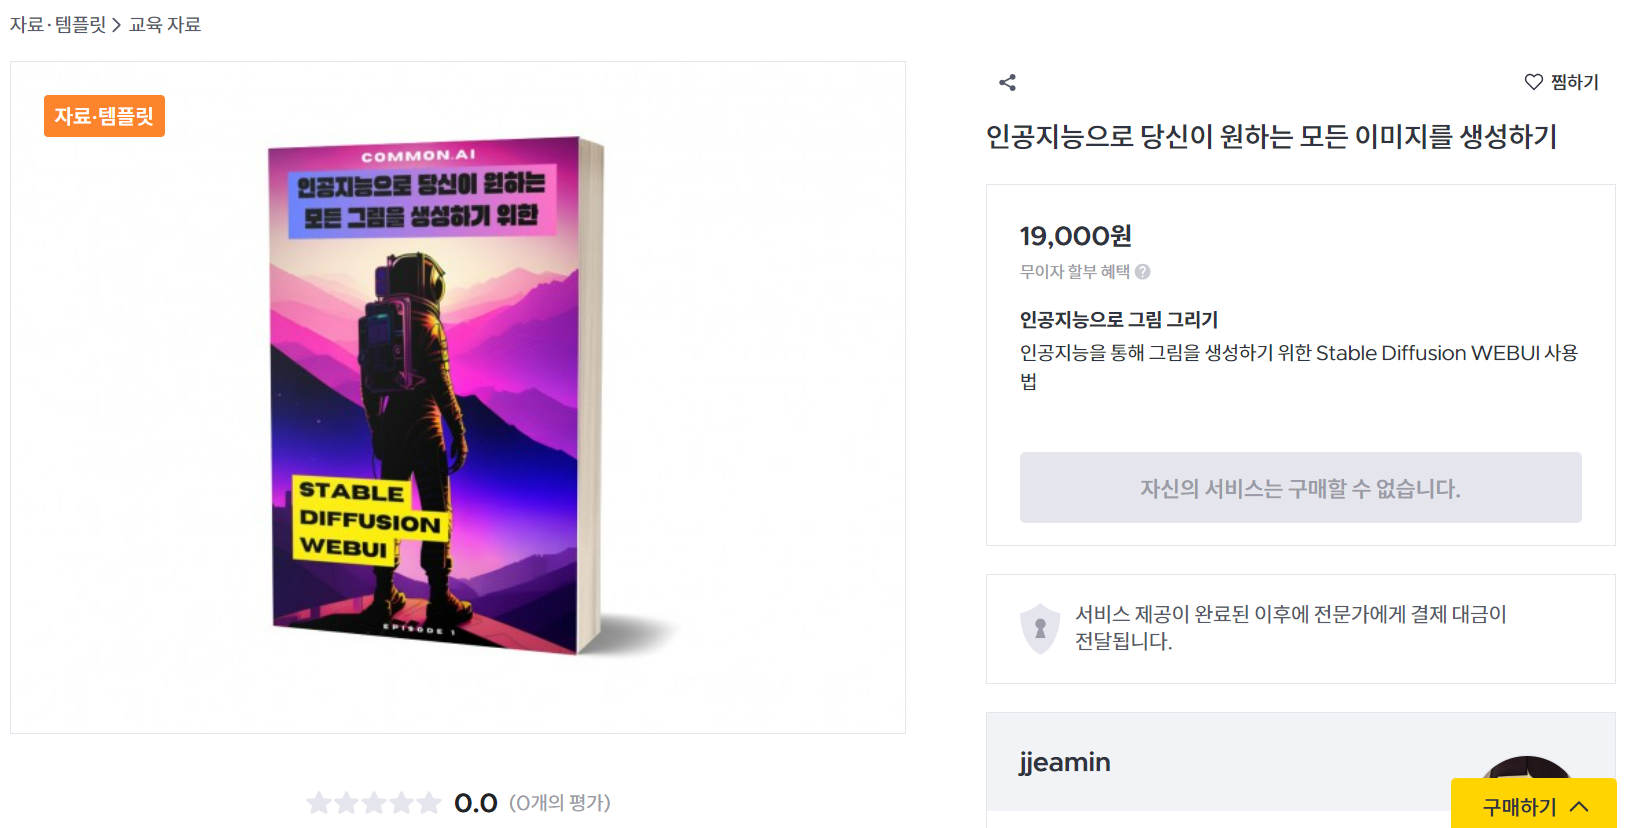 자료·템플릿 > 교육 자료
자료·템플릿
COMMON.AI
인공지능으로 당신이 원하는
모든 그림을 생성하기 위한
STABLE
DIFFUSION
WEBUI
EPISODE 1
0.0 (0개의 평가)
찜하기
인공지능으로 당신이 원하는 모든 이미지를 생성하기
19,000원
무이자 할부 혜택 ?
인공지능으로 그림 그리기
인공지능을 통해 그림을 생성하기 위한 Stable Diffusion WEBUI 사용
법
자신의 서비스는 구매할 수 없습니다.
서비스 제공이 완료된 이후에 전문가에게 결제 대금이
전달됩니다.
jjeamin
구매하기